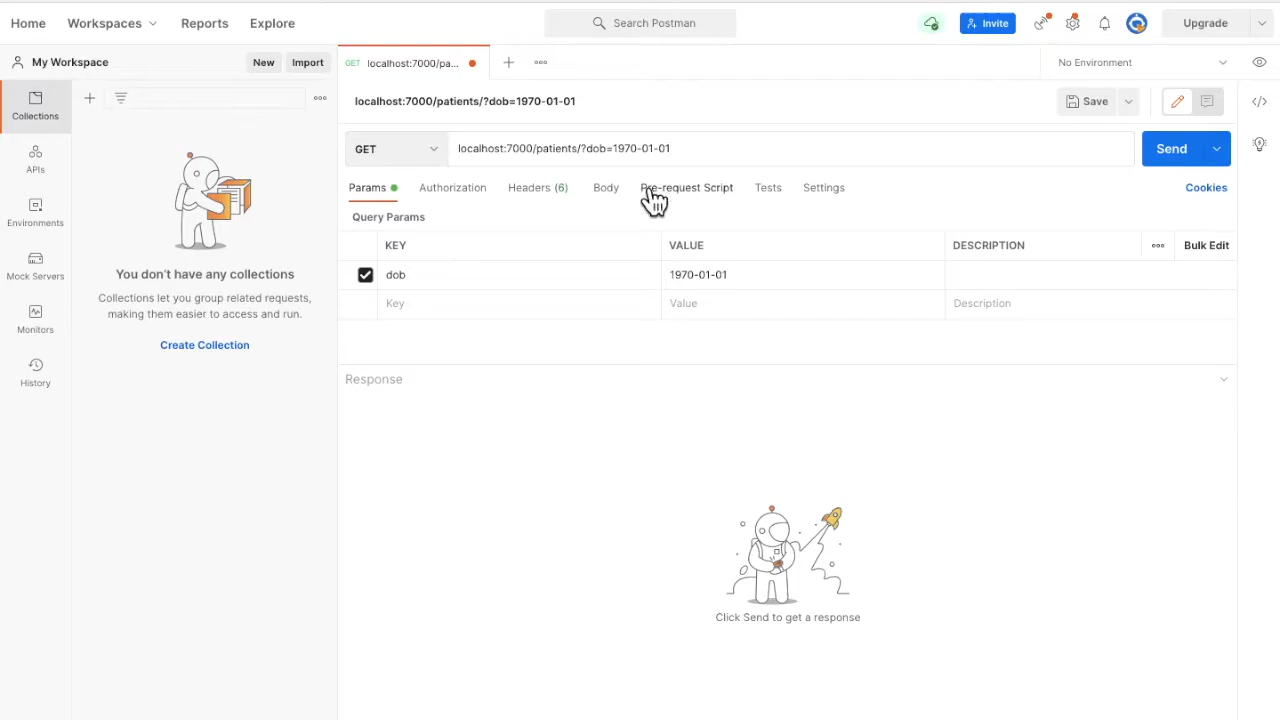 Home Workspaces Reports Explore Search Postman Invite Upgrade
My Workspace New Import GET localhost:7000/pa... No Environment
localhost:7000/patients/?dob=1970-01-01 Save
GET localhost:7000/patients/?dob=1970-01-01 Send
Params Authorization Headers (6) Body Pre-request Script Tests Settings Cookies
Query Params
KEY VALUE DESCRIPTION Bulk Edit
dob 1970-01-01
Key Value Description
Response
Click Send to get a response
Collections
APIs
Environments
Mock Servers
Monitors
History
You don't have any collections
Collections let you group related requests,
making them easier to access and run.
Create Collection